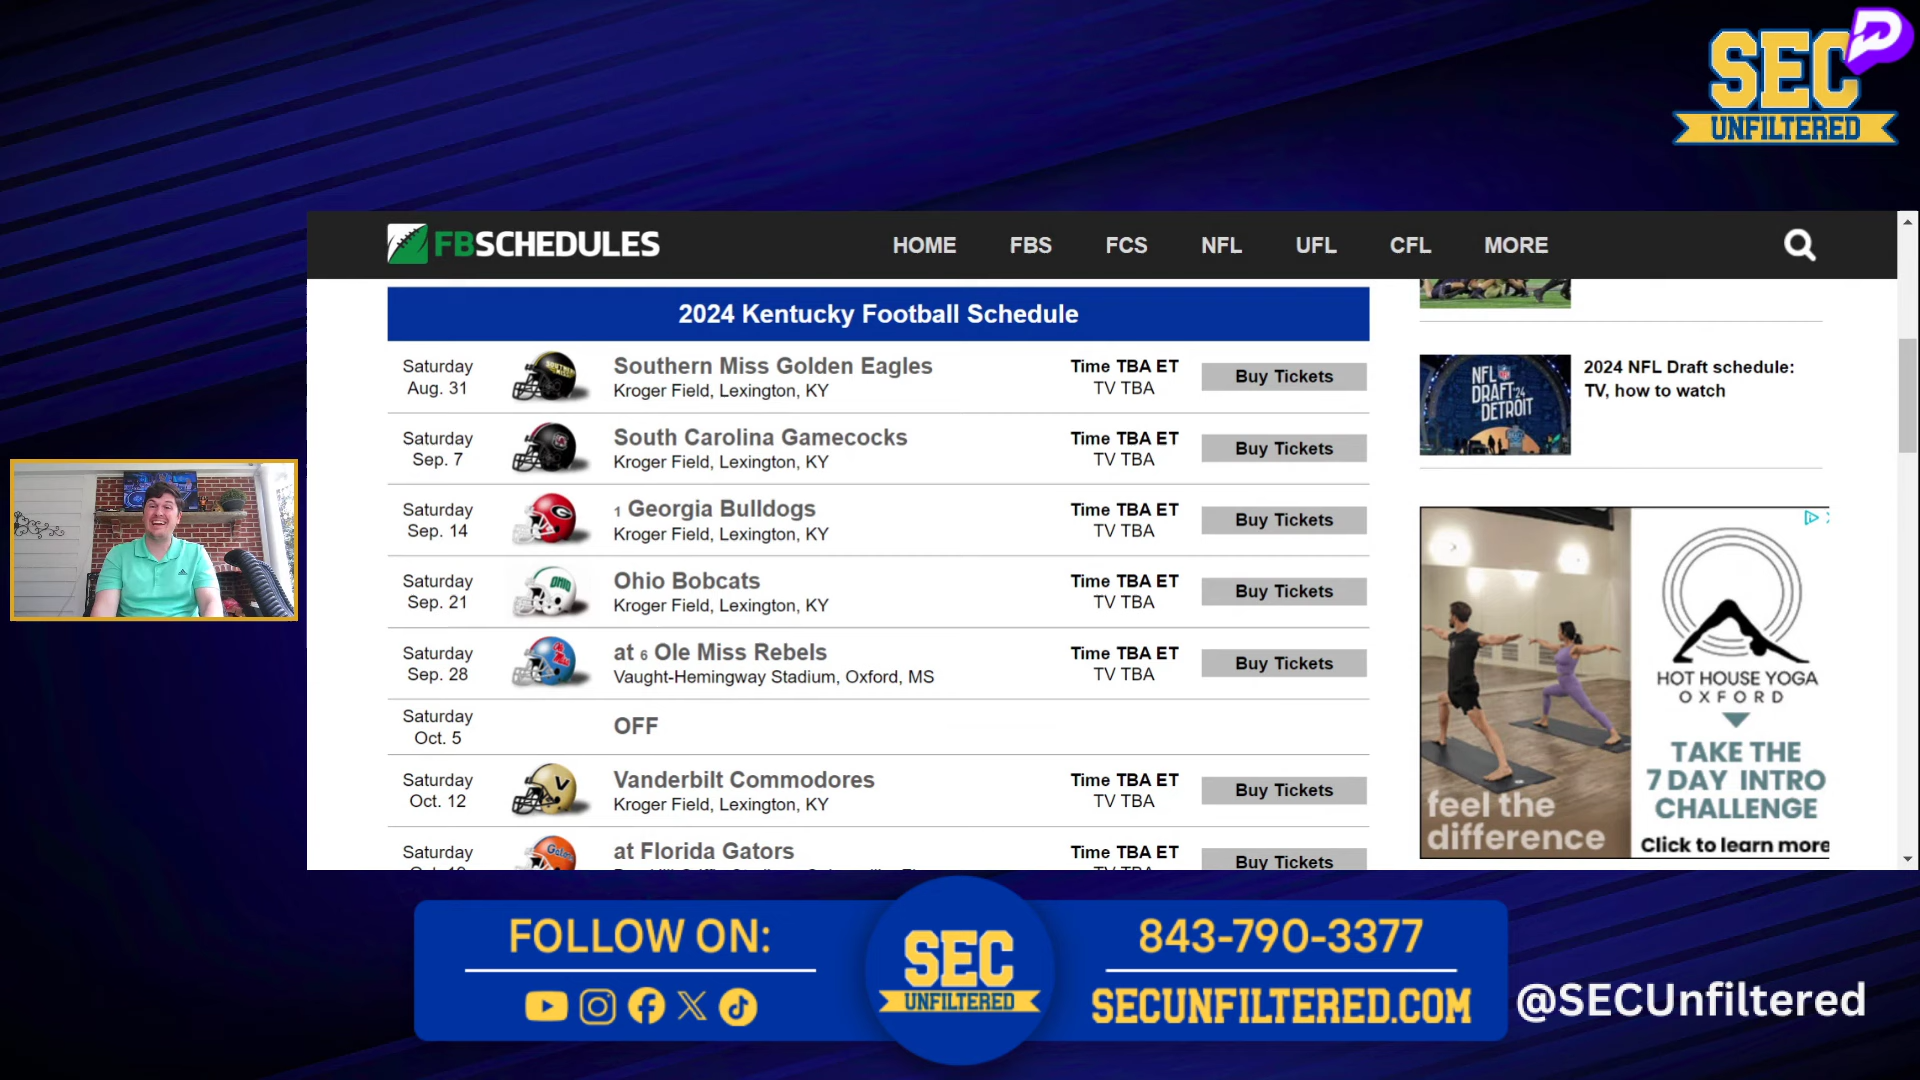 SEC
UNFILTERED
FBSCHEDULES
HOME FBS FCS NFL UFL CFL MORE
2024 Kentucky Football Schedule
Saturday
Aug. 31
Southern Miss Golden Eagles
Kroger Field, Lexington, KY
Time TBA ET
TV TBA
Buy Tickets
Saturday
Sep. 7
South Carolina Gamecocks
Kroger Field, Lexington, KY
Time TBA ET
TV TBA
Buy Tickets
Saturday
Sep. 14
1 Georgia Bulldogs
Kroger Field, Lexington, KY
Time TBA ET
TV TBA
Buy Tickets
Saturday
Sep. 21
OHIO
Ohio Bobcats
Kroger Field, Lexington, KY
Time TBA ET
TV TBA
Buy Tickets
Saturday
Sep. 28
at 6 Ole Miss Rebels
Vaught-Hemingway Stadium, Oxford, MS
Time TBA ET
TV TBA
Buy Tickets
Saturday
Oct. 5
OFF
Saturday
Oct. 12
V
Vanderbilt Commodores
Kroger Field, Lexington, KY
Time TBA ET
TV TBA
Buy Tickets
Saturday
Gators
at Florida Gators
Time TBA ET
Buy Tickets
NFL
DRAFT'24
DETROIT
2024 NFL Draft schedule:
TV, how to watch
feel the
difference
HOT HOUSE YOGA
OXFORD
TAKE THE
7 DAY INTRO
CHALLENGE
Click to learn more
FOLLOW ON:
SEC
UNFILTERED
843-790-3377
SECUNFILTERED.COM
@SECUnfiltered